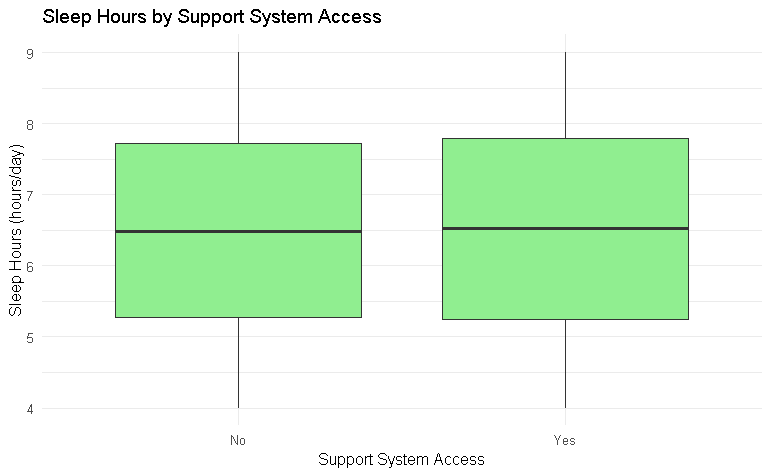 Sleep Hours by Support System Access
Sleep Hours (hours/day)
9
8
7
6
5
4
No
Yes
Support System Access